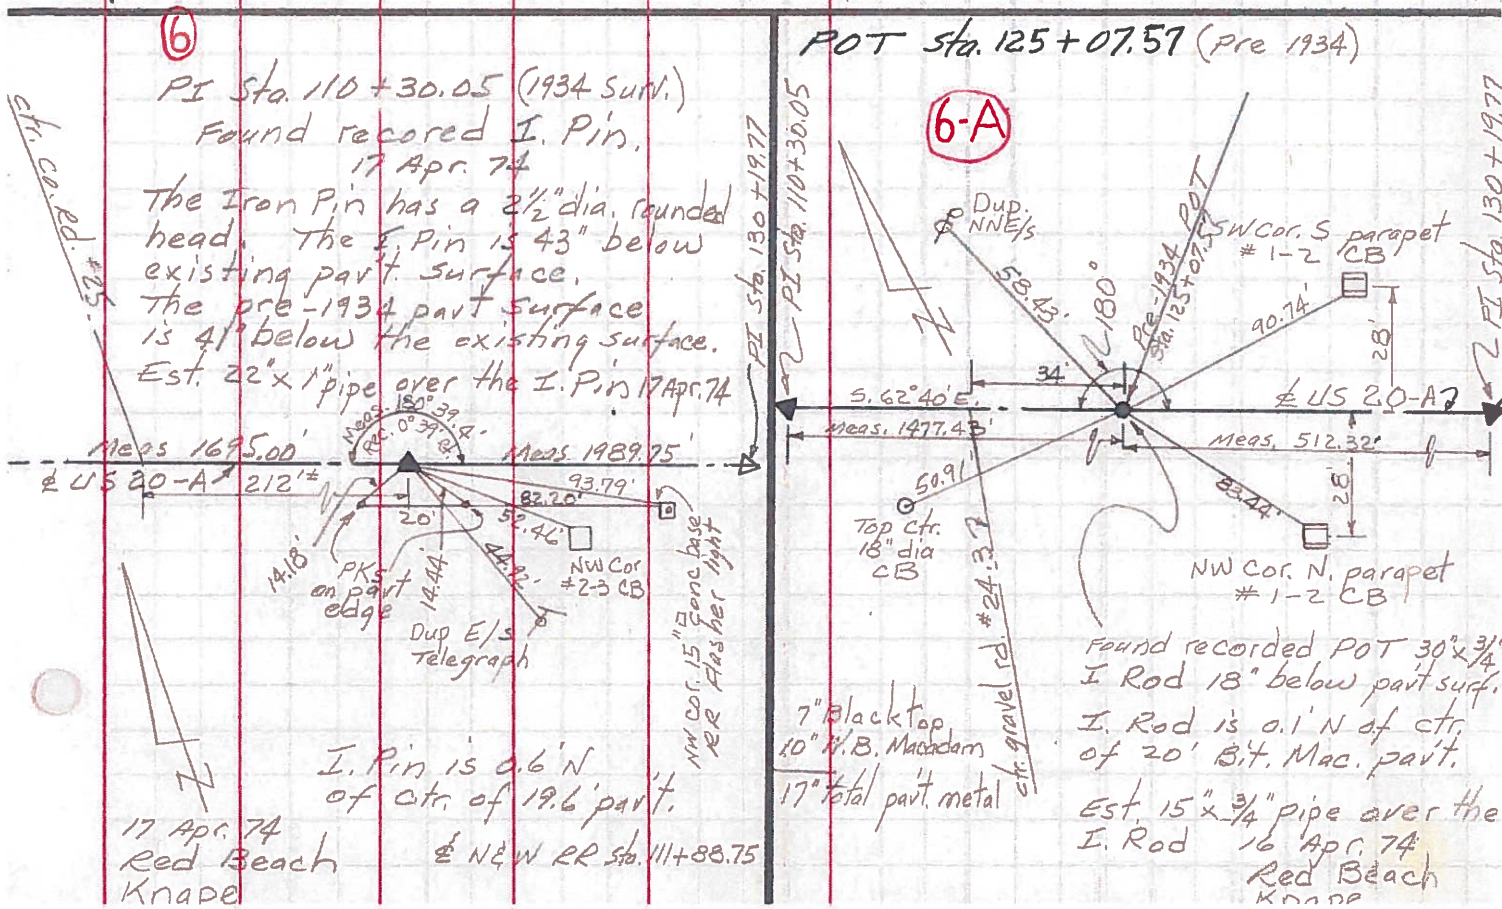 6
PI Sta. 110+30.05 (1934 Surv.)
Found recored I. Pin.
17 Apr. 74
The Iron Pin has a 2½" dia. rounded
head. The I. Pin is 43" below
existing pav't. surface.
The pre-1934 pavt surface
is 41" below the existing surface.
Est. 22" x 1" pipe over the I. Pin 17 Apr. 74
ctr. Co. Rd. #25
Meas. 180° 39.4'
Rec. 0° 39' Rt
Meas 1695.00'
Meas 1989.75'
₵ US 20-A
212'±
20'
93.79'
82.20'
52.46'
44.92'
14.18'
14.44'
PKs
on pavt
edge
NW Cor
#2-3 CB
Dup E/s
Telegraph
NW Cor. 15"□ conc base
RR flasher light
PI Sta. 130+19.77
I. Pin is 0.6' N
of ctr. of 19.6' pav't.
17 Apr. 74
Red Beach
Knape
₵ N&W RR Sta. 111+88.75
POT Sta. 125+07.57 (Pre 1934)
6-A
PI Sta. 110+30.05
PI Sta 130+19.77
Dup.
NNE/s.
58.43'
180°
Pre-1934 POT
Sta. 125+07.57
SW cor. S. parapet
#1-2 CB
90.74'
28'
34'
S. 62° 40' E.
₵ US 20-A
Meas. 1477.43'
Meas. 512.32'
50.91'
Top Ctr.
18" dia
CB
83.44'
28'
NW Cor. N. parapet
#1-2 CB
ctr. gravel rd. #24.37
Found recorded POT 30" x 3/4"
I Rod 18" below pavt surf.
I. Rod is 0.1' N of ctr.
of 20' Bit. Mac. pav't.
7" Blacktop
10" W.B. Macadam
17" total pavt. metal
Est. 15" x 3/4" pipe over the
I. Rod 16 Apr. 74
Red Beach
Knape